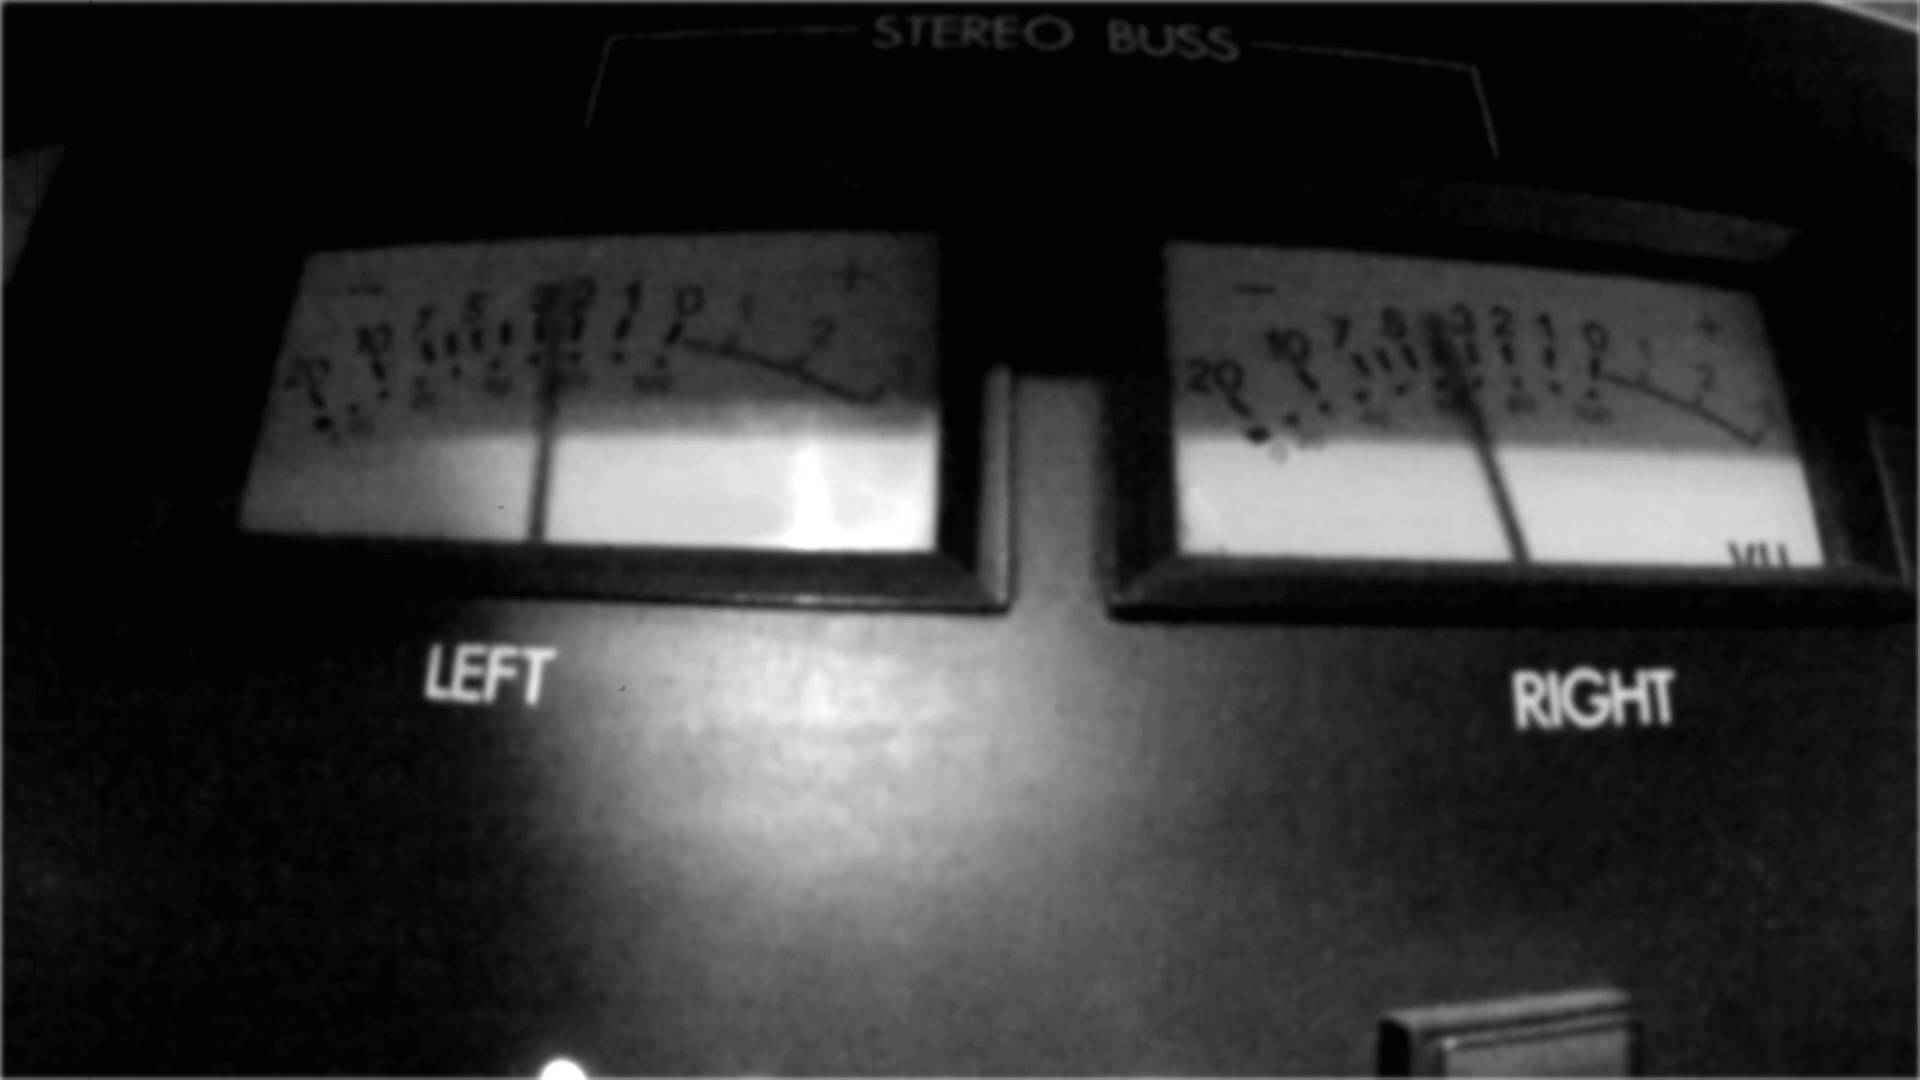 STEREO BUSS
− +
20 10 7 5 3 2 1 0 1 2 3
− +
20 10 7 5 3 2 1 0 1 2
VU
LEFT RIGHT